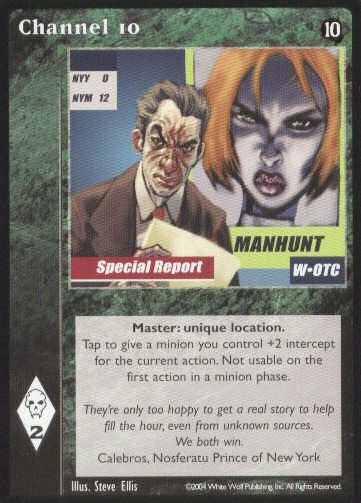 Channel 10
10
NYY 0
NYM 12
MANHUNT
Special Report
W·OTC
Master: unique location.
Tap to give a minion you control +2 intercept
for the current action. Not usable on the
first action in a minion phase.
They're only too happy to get a real story to help
fill the hour, even from unknown sources.
We both win.
Calebros, Nosferatu Prince of New York
2
Illus. Steve Ellis
©2004 White Wolf Publishing, Inc. All Rights Reserved.